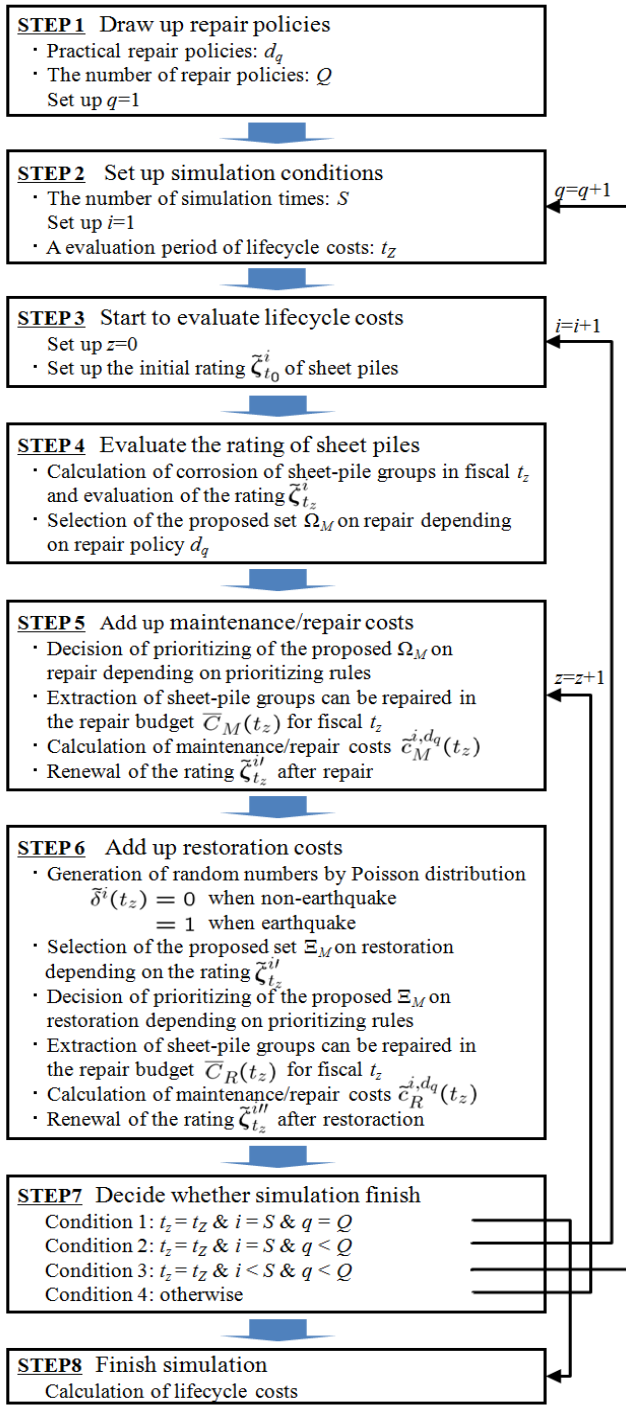 STEP 1 Draw up repair policies
・Practical repair policies: d_q
・The number of repair policies: Q
Set up q=1
STEP 2 Set up simulation conditions
・The number of simulation times: S
Set up i=1
・A evaluation period of lifecycle costs: t_Z
q=q+1
STEP 3 Start to evaluate lifecycle costs
Set up z=0
・Set up the initial rating ζ̃^i_{t_0} of sheet piles
i=i+1
STEP 4 Evaluate the rating of sheet piles
・Calculation of corrosion of sheet-pile groups in fiscal t_z
and evaluation of the rating ζ̃^i_{t_z}
・Selection of the proposed set Ω_M on repair depending
on repair policy d_q
STEP 5 Add up maintenance/repair costs
・Decision of prioritizing of the proposed Ω_M on
repair depending on prioritizing rules
・Extraction of sheet-pile groups can be repaired in
the repair budget C̅_M(t_z) for fiscal t_z
・Calculation of maintenance/repair costs c̃_M^{i,d_q}(t_z)
・Renewal of the rating ζ̃^{i′}_{t_z} after repair
z=z+1
STEP 6 Add up restoration costs
・Generation of random numbers by Poisson distribution
δ̃^i(t_z) = 0 when non-earthquake
= 1 when earthquake
・Selection of the proposed set Ξ_M on restoration
depending on the rating ζ̃^{i′}_{t_z}
・Decision of prioritizing of the proposed Ξ_M on
restoration depending on prioritizing rules
・Extraction of sheet-pile groups can be repaired in
the repair budget C̅_R(t_z) for fiscal t_z
・Calculation of maintenance/repair costs c̃_R^{i,d_q}(t_z)
・Renewal of the rating ζ̃^{i″}_{t_z} after restoraction
STEP7 Decide whether simulation finish
Condition 1: t_z = t_Z & i = S & q = Q
Condition 2: t_z = t_Z & i = S & q < Q
Condition 3: t_z = t_Z & i < S & q < Q
Condition 4: otherwise
STEP8 Finish simulation
Calculation of lifecycle costs